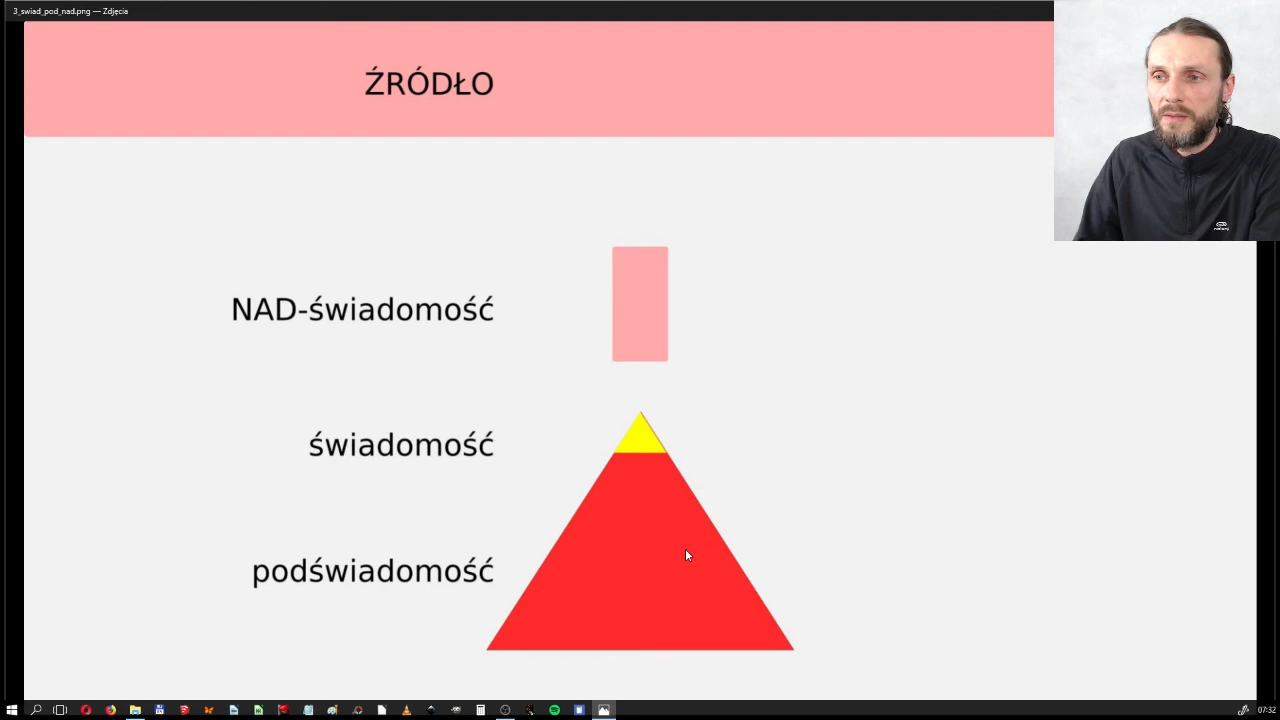 3_swiad_pod_nad.png — Zdjęcia
ŹRÓDŁO
NAD-świadomość
świadomość
podświadomość
07:32